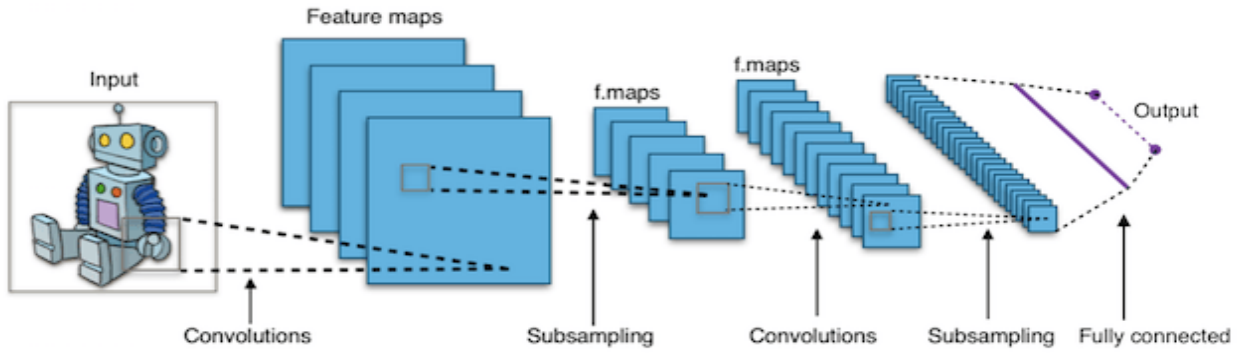 Feature maps
Input
f.maps
f.maps
Output
Convolutions
Subsampling
Convolutions
Subsampling
Fully connected